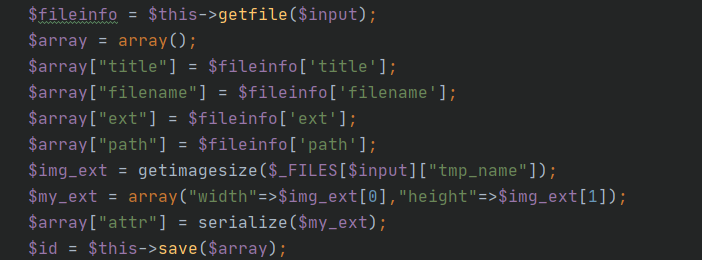 $fileinfo = $this->getfile($input);
$array = array();
$array["title"] = $fileinfo['title'];
$array["filename"] = $fileinfo['filename'];
$array["ext"] = $fileinfo['ext'];
$array["path"] = $fileinfo['path'];
$img_ext = getimagesize($_FILES[$input]["tmp_name"]);
$my_ext = array("width"=>$img_ext[0],"height"=>$img_ext[1]);
$array["attr"] = serialize($my_ext);
$id = $this->save($array);